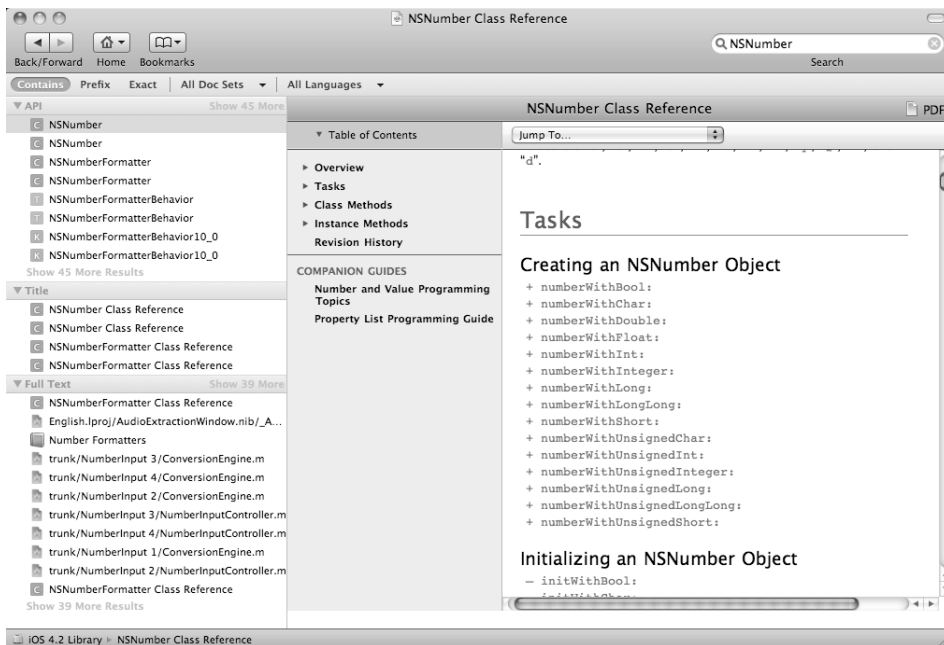 NSNumber Class Reference
NSNumber
Back/Forward Home Bookmarks
Search
Contains Prefix Exact All Doc Sets All Languages
API Show 45 More
NSNumber
NSNumber
NSNumberFormatter
NSNumberFormatter
NSNumberFormatterBehavior
NSNumberFormatterBehavior
NSNumberFormatterBehavior10_0
NSNumberFormatterBehavior10_0
Show 45 More Results
Title
NSNumber Class Reference
NSNumber Class Reference
NSNumberFormatter Class Reference
NSNumberFormatter Class Reference
Full Text Show 39 More
NSNumberFormatter Class Reference
English.lproj/AudioExtractionWindow.nib/_A...
Number Formatters
trunk/NumberInput 3/ConversionEngine.m
trunk/NumberInput 4/ConversionEngine.m
trunk/NumberInput 2/ConversionEngine.m
trunk/NumberInput 3/NumberInputController.m
trunk/NumberInput 4/NumberInputController.m
trunk/NumberInput 1/ConversionEngine.m
trunk/NumberInput 2/NumberInputController.m
NSNumberFormatter Class Reference
Show 39 More Results
NSNumber Class Reference PDF
Table of Contents
Jump To...
Overview
Tasks
Class Methods
Instance Methods
Revision History
COMPANION GUIDES
Number and Value Programming
Topics
Property List Programming Guide
"d".
Tasks
Creating an NSNumber Object
+ numberWithBool:
+ numberWithChar:
+ numberWithDouble:
+ numberWithFloat:
+ numberWithInt:
+ numberWithInteger:
+ numberWithLong:
+ numberWithLongLong:
+ numberWithShort:
+ numberWithUnsignedChar:
+ numberWithUnsignedInt:
+ numberWithUnsignedInteger:
+ numberWithUnsignedLong:
+ numberWithUnsignedLongLong:
+ numberWithUnsignedShort:
Initializing an NSNumber Object
– initWithBool:
iOS 4.2 Library NSNumber Class Reference